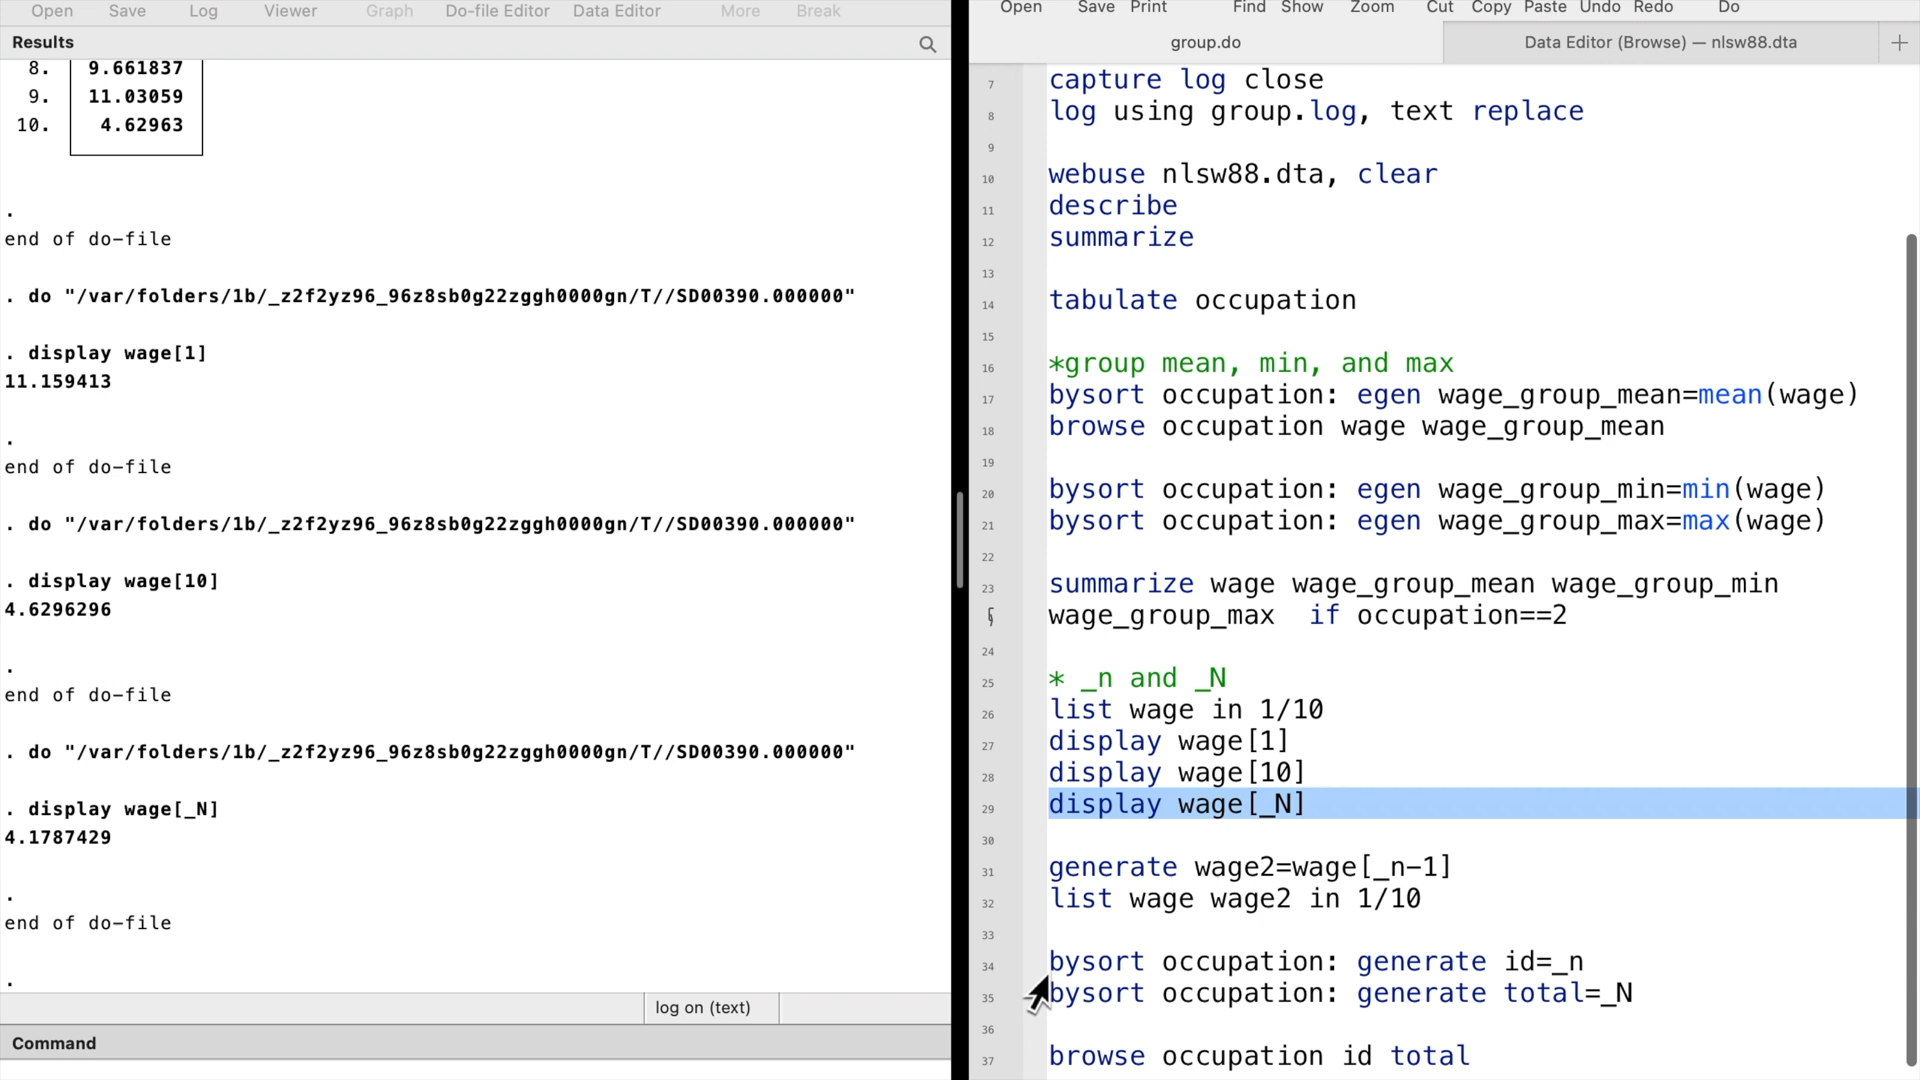 Open Save Log Viewer Graph Do-file Editor Data Editor More Break
Results
8. 9.661837
9. 11.03059
10. 4.62963
.
end of do-file
. do "/var/folders/1b/_z2f2yz96_96z8sb0g22zggh0000gn/T//SD00390.000000"
. display wage[1]
11.159413
.
end of do-file
. do "/var/folders/1b/_z2f2yz96_96z8sb0g22zggh0000gn/T//SD00390.000000"
. display wage[10]
4.6296296
.
end of do-file
. do "/var/folders/1b/_z2f2yz96_96z8sb0g22zggh0000gn/T//SD00390.000000"
. display wage[_N]
4.1787429
.
end of do-file
.
log on (text)
Command
Open Save Print Find Show Zoom Cut Copy Paste Undo Redo Do
group.do Data Editor (Browse) — nlsw88.dta
7 capture log close
8 log using group.log, text replace
9
10 webuse nlsw88.dta, clear
11 describe
12 summarize
13
14 tabulate occupation
15
16 *group mean, min, and max
17 bysort occupation: egen wage_group_mean=mean(wage)
18 browse occupation wage wage_group_mean
19
20 bysort occupation: egen wage_group_min=min(wage)
21 bysort occupation: egen wage_group_max=max(wage)
22
23 summarize wage wage_group_mean wage_group_min
wage_group_max  if occupation==2
24
25 * _n and _N
26 list wage in 1/10
27 display wage[1]
28 display wage[10]
29 display wage[_N]
30
31 generate wage2=wage[_n-1]
32 list wage wage2 in 1/10
33
34 bysort occupation: generate id=_n
35 bysort occupation: generate total=_N
36
37 browse occupation id total